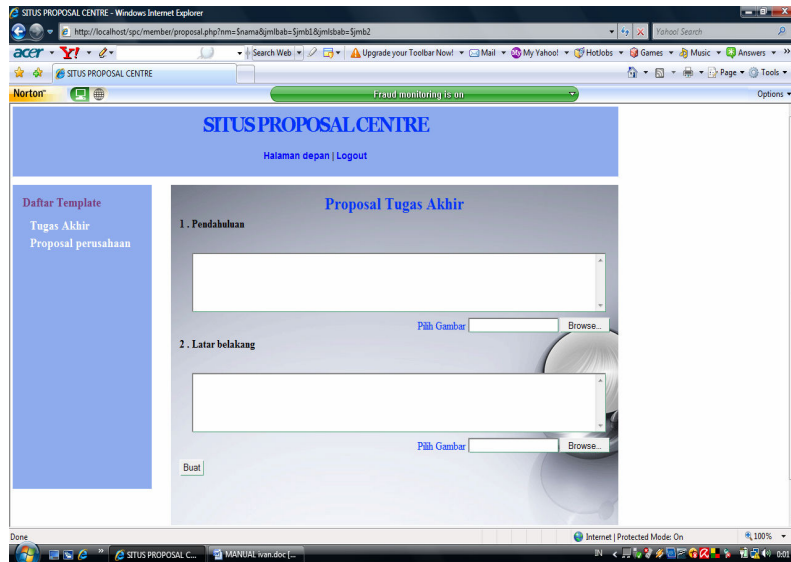 SITUS PROPOSAL CENTRE - Windows Internet Explorer
http://localhost/spc/member/proposal.php?nm=$nama&jmlbab=$jmb1&jmlsbab=$jmb2
Yahoo! Search
acer Y! Search Web Upgrade your Toolbar Now! Mail My Yahoo! HotJobs Games Music Answers »
SITUS PROPOSAL CENTRE Page Tools
Norton Fraud monitoring is on Options
SITUS PROPOSAL CENTRE
Halaman depan | Logout
Daftar Template
Tugas Akhir
Proposal perusahaan
Proposal Tugas Akhir
1 . Pendahuluan
Pilih Gambar Browse...
2 . Latar belakang
Pilih Gambar Browse...
Buat
Done Internet | Protected Mode: On 100%
» SITUS PROPOSAL C... MANUAL ivan.doc [... IN < 0:01